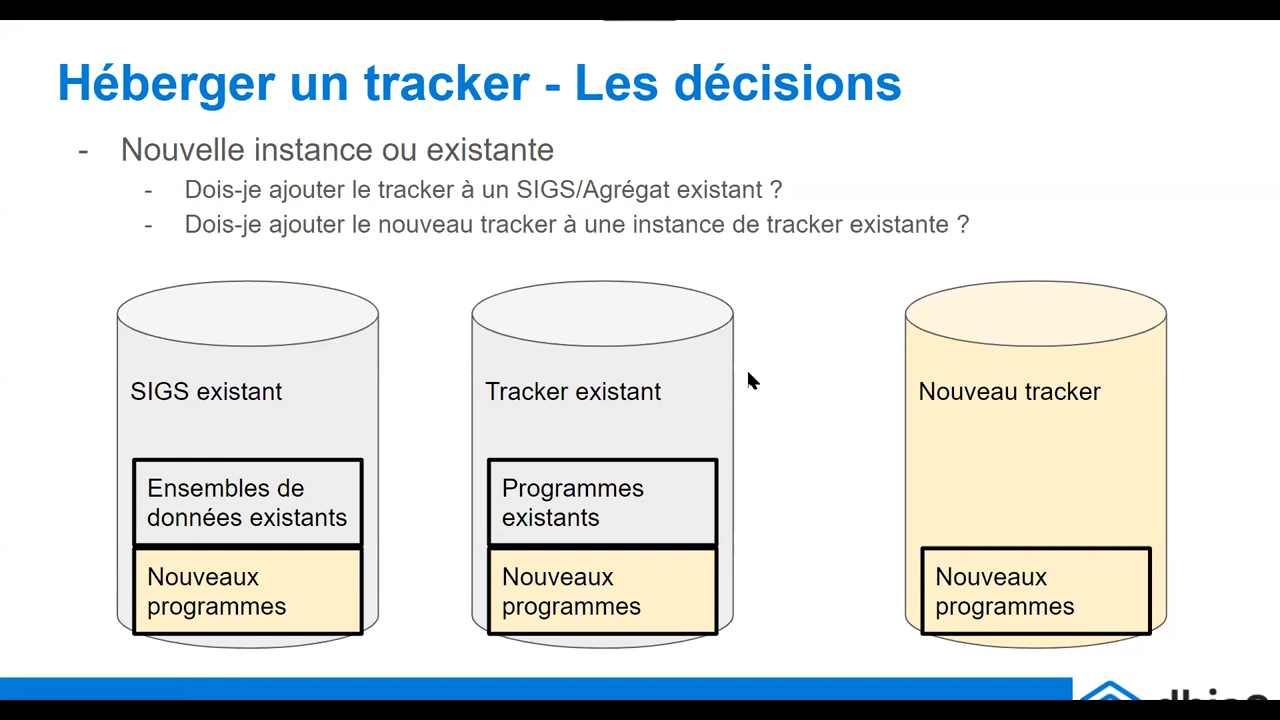 Héberger un tracker - Les décisions
- Nouvelle instance ou existante
- Dois-je ajouter le tracker à un SIGS/Agrégat existant ?
- Dois-je ajouter le nouveau tracker à une instance de tracker existante ?
SIGS existant
Tracker existant
Nouveau tracker
Ensembles de
données existants
Programmes
existants
Nouveaux
programmes
Nouveaux
programmes
Nouveaux
programmes